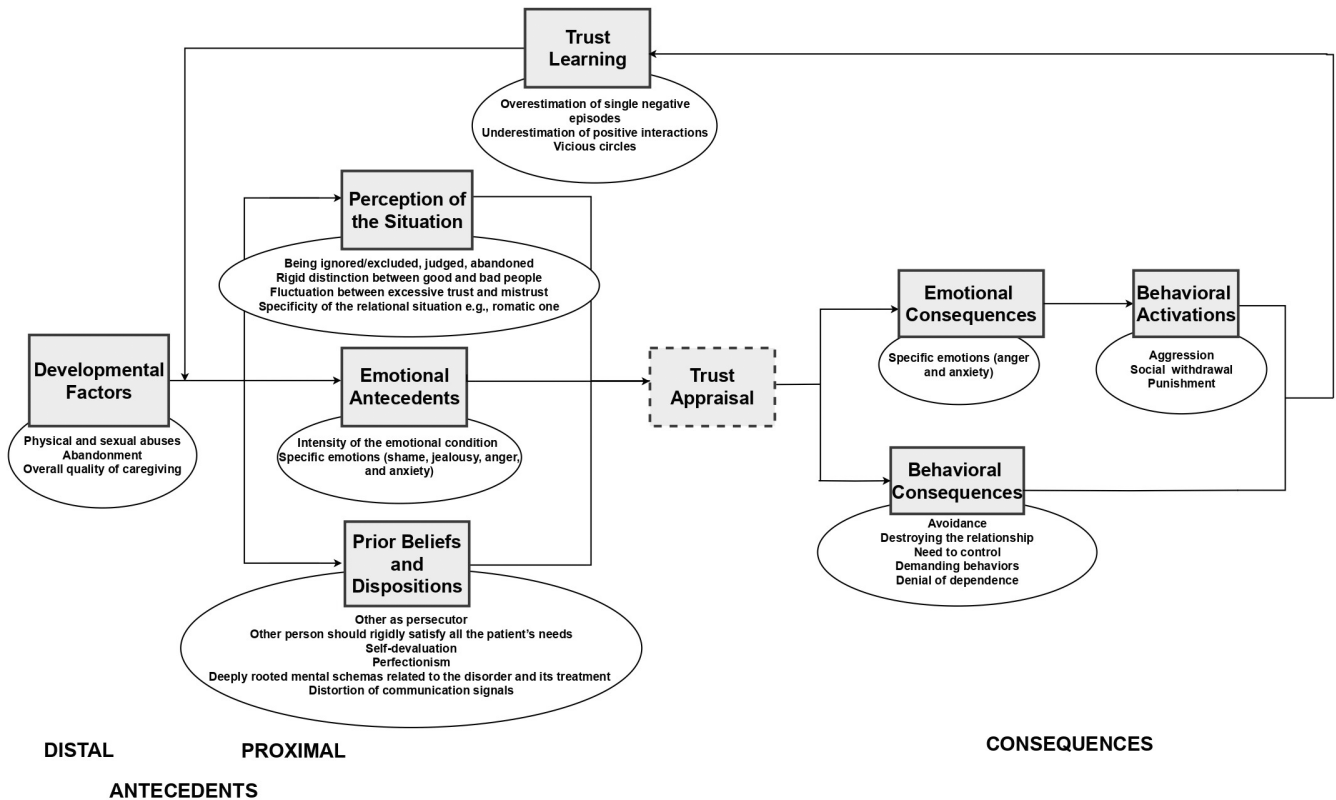 Trust
Learning
Overestimation of single negative
episodes
Underestimation of positive interactions
Vicious circles
Perception of
the Situation
Being ignored/excluded, judged, abandoned
Rigid distinction between good and bad people
Fluctuation between excessive trust and mistrust
Specificity of the relational situation e.g., romatic one
Developmental
Factors
Physical and sexual abuses
Abandonment
Overall quality of caregiving
Emotional
Antecedents
Intensity of the emotional condition
Specific emotions (shame, jealousy, anger,
and anxiety)
Prior Beliefs
and
Dispositions
Other as persecutor
Other person should rigidly satisfy all the patient's needs
Self-devaluation
Perfectionism
Deeply rooted mental schemas related to the disorder and its treatment
Distortion of communication signals
Trust
Appraisal
Emotional
Consequences
Specific emotions (anger
and anxiety)
Behavioral
Activations
Aggression
Social withdrawal
Punishment
Behavioral
Consequences
Avoidance
Destroying the relationship
Need to control
Demanding behaviors
Denial of dependence
DISTAL
PROXIMAL
CONSEQUENCES
ANTECEDENTS